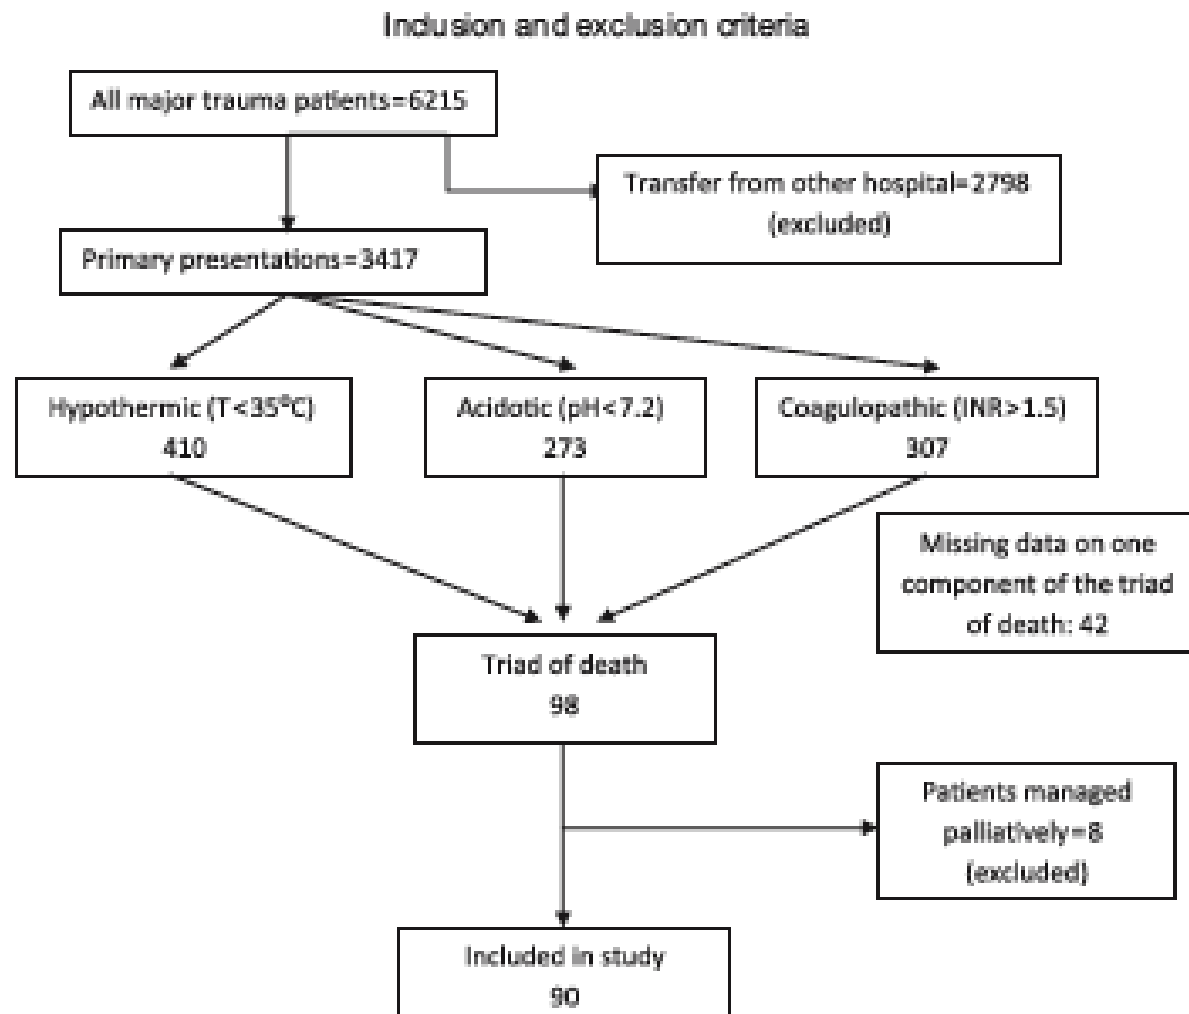 Inclusion and exclusion criteria
All major trauma patients=6215
Transfer from other hospital=2798
(excluded)
Primary presentations=3417
Hypothermic (T<35⁰C)
410
Acidotic (pH<7.2)
273
Coagulopathic (INR>1.5)
307
Missing data on one
component of the triad
of death: 42
Triad of death
98
Patients managed
palliatively=8
(excluded)
Included in study
90